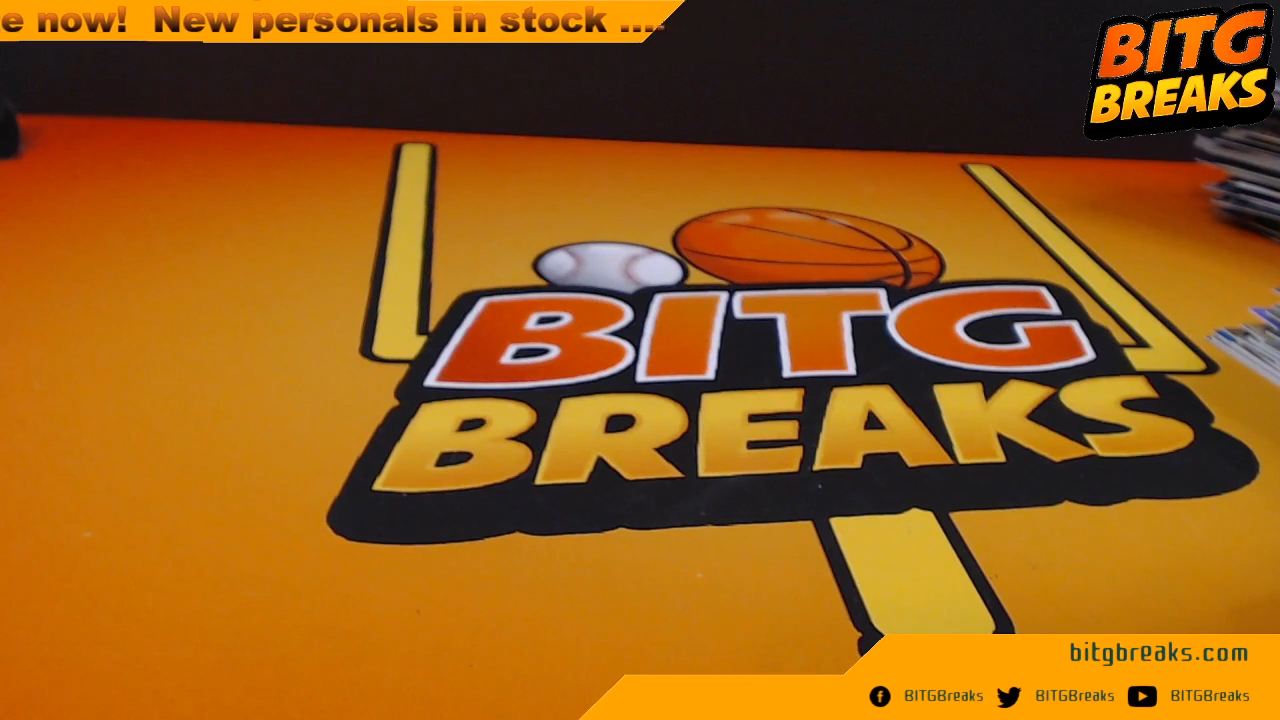 e now!  New personals in stock ....
BITG
BREAKS
BITG
BREAKS
bitgbreaks.com
BITGBreaks BITGBreaks BITGBreaks